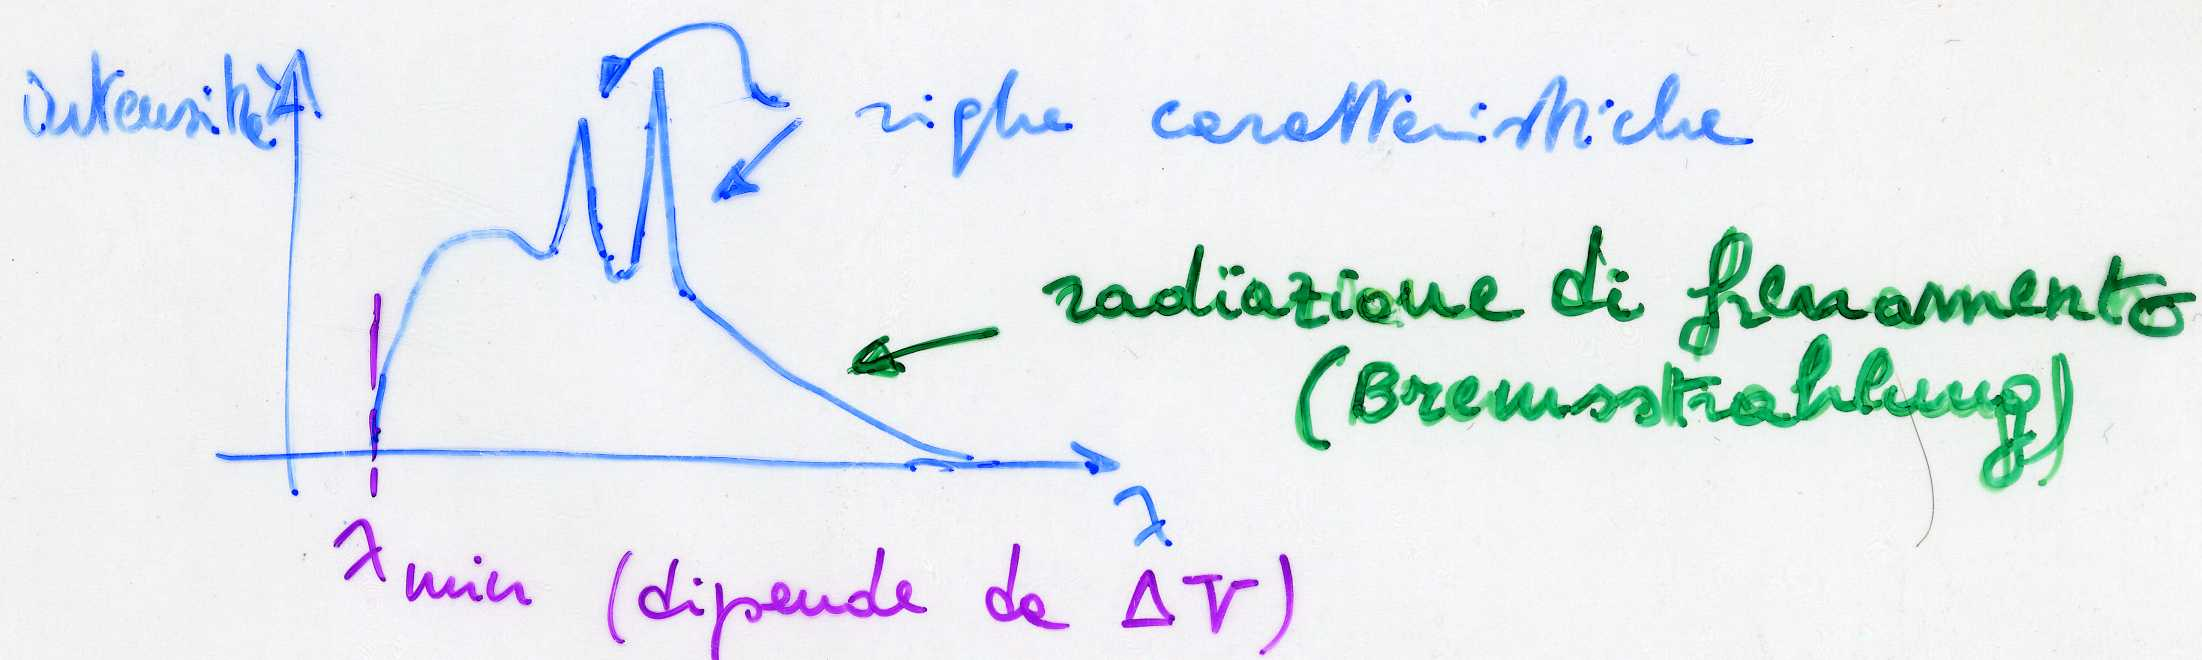 intensità
righe caratteristiche
radiazione di frenamento
(Bremsstrahlung)
λ
λmin (dipende da ΔV)